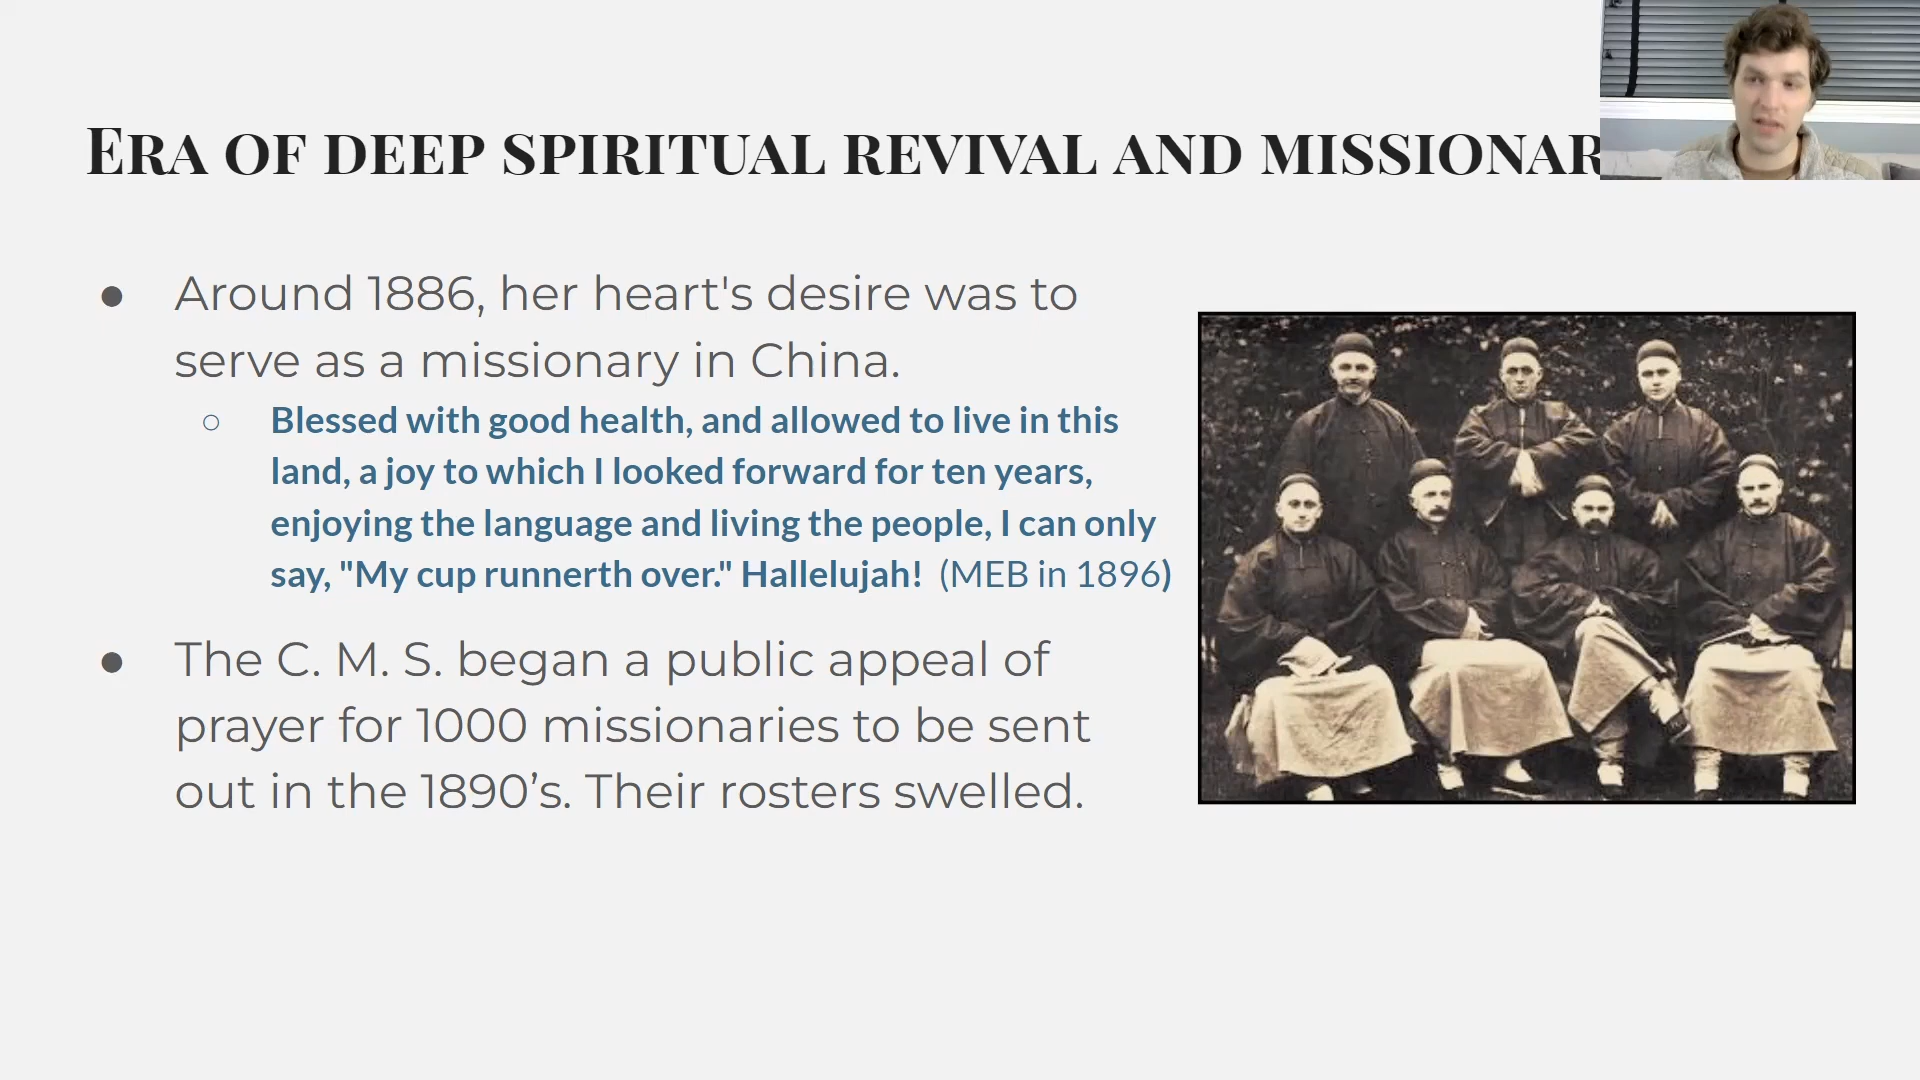 Era of deep spiritual revival and missionar
● Around 1886, her heart's desire was to
serve as a missionary in China.
○ Blessed with good health, and allowed to live in this
land, a joy to which I looked forward for ten years,
enjoying the language and living the people, I can only
say, "My cup runnerth over." Hallelujah! (MEB in 1896)
● The C. M. S. began a public appeal of
prayer for 1000 missionaries to be sent
out in the 1890’s. Their rosters swelled.